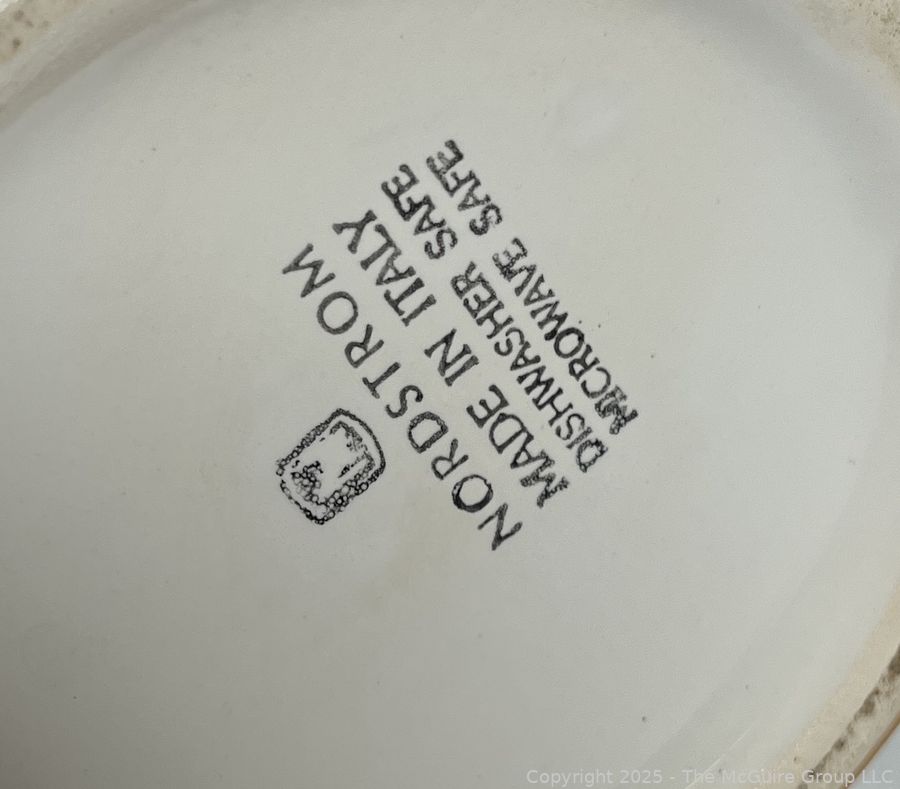 NORDSTROM
MADE IN ITALY
DISHWASHER SAFE
MICROWAVE SAFE
Copyright 2025 - The McGuire Group LLC